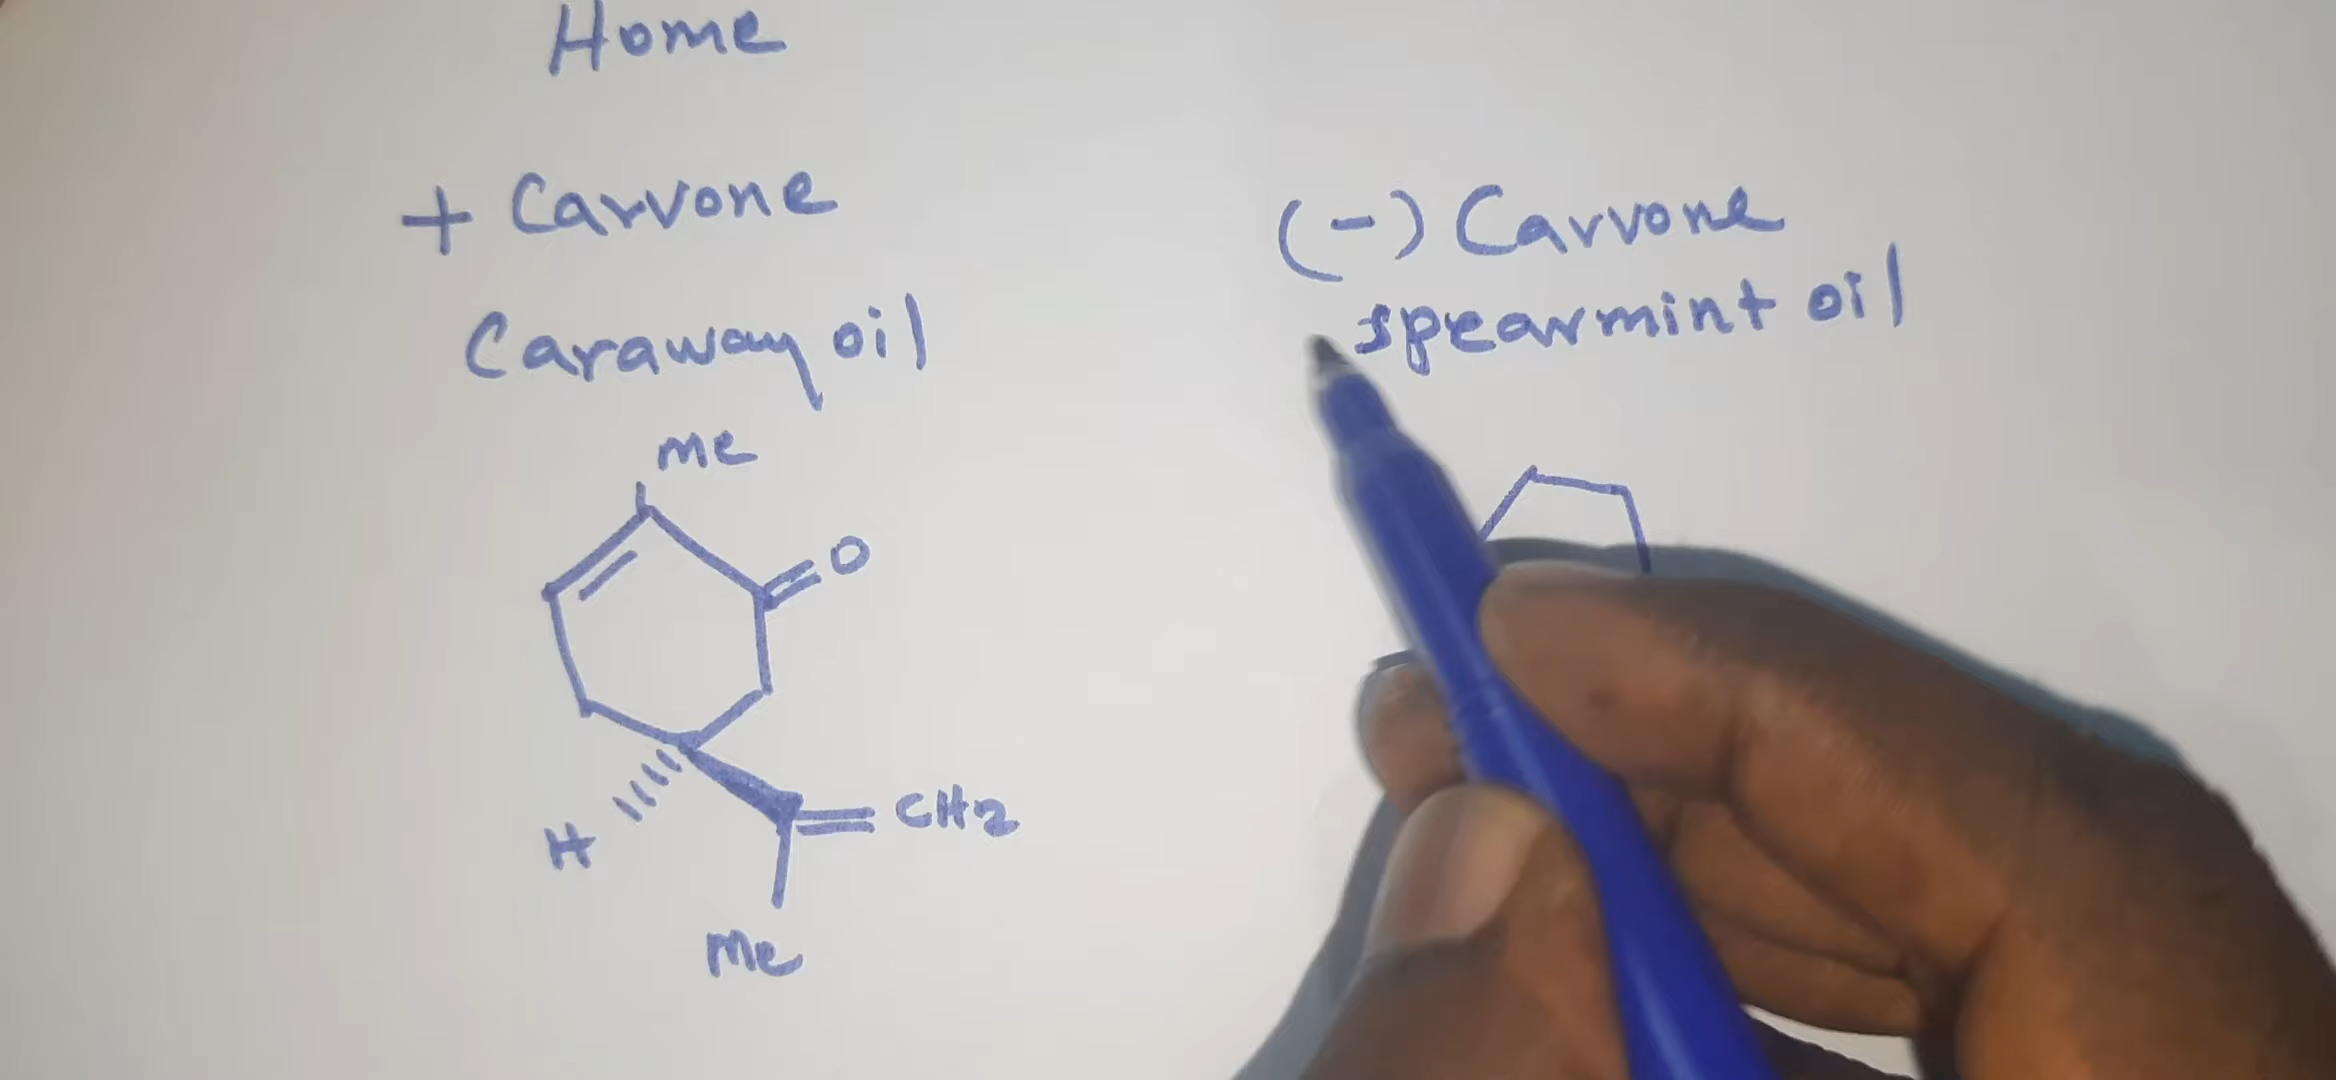 Home
+ Carvone
Caraway oil
(-) Carvone
spearmint oil
me
O
H
CH2
Me